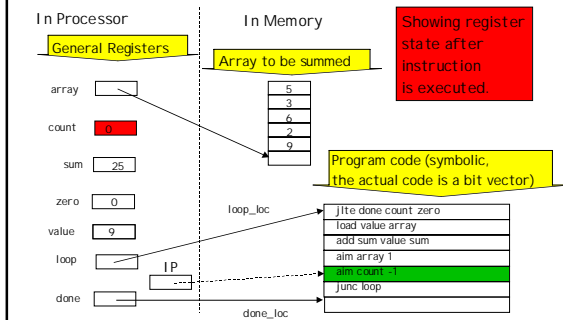 In Processor
General Registers
array
count 0
sum 25
zero 0
value 9
loop
IP
done
In Memory
Array to be summed
5
3
6
2
9
Showing register
state after
instruction
is executed.
Program code (symbolic,
the actual code is a bit vector)
loop_loc
jlte done count zero
load value array
add sum value sum
aim array 1
aim count -1
junc loop
done_loc